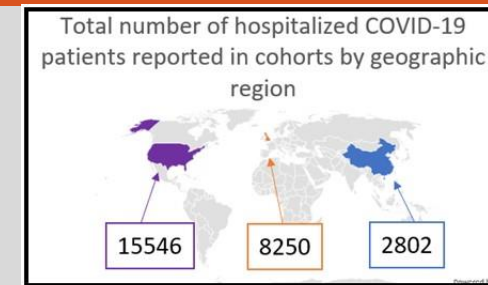 Total number of hospitalized COVID-19
patients reported in cohorts by geographic
region
15546
8250
2802